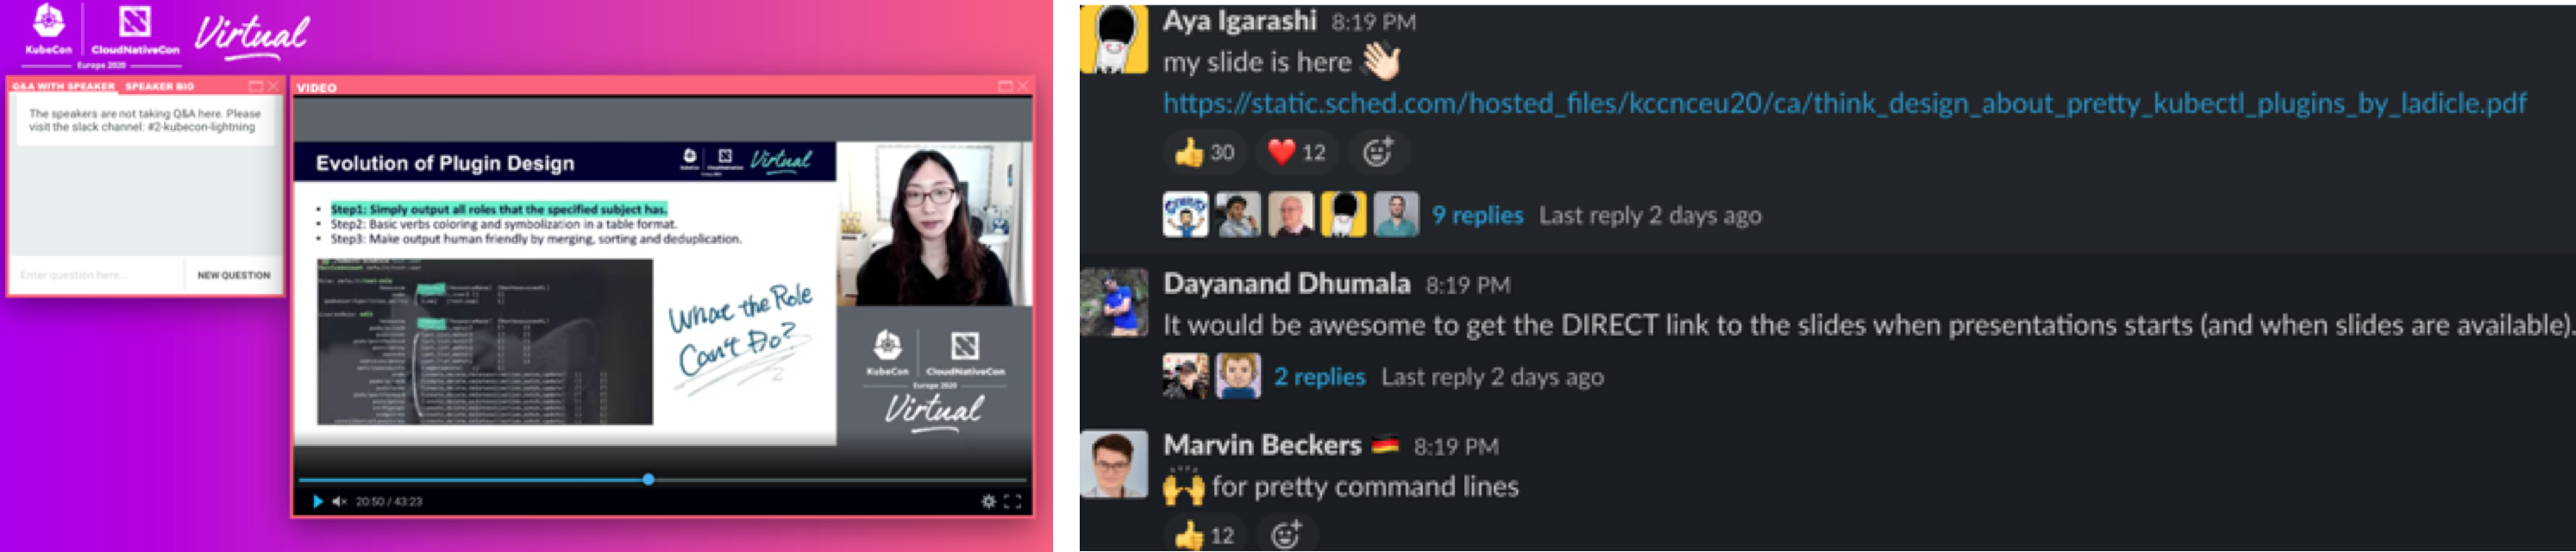 KubeCon
CloudNativeCon
Europe 2020
Virtual
Q&A WITH SPEAKER SPEAKER BIO
The speakers are not taking Q&A here. Please
visit the slack channel: #2-kubecon-lightning
Enter question here...
NEW QUESTION
VIDEO
Evolution of Plugin Design
KubeCon
CloudNativeCon
Virtual
• Step1: Simply output all roles that the specified subject has.
• Step2: Basic verbs coloring and symbolization in a table format.
• Step3: Make output human friendly by merging, sorting and deduplication.
What the Role
Can't Do?
KubeCon
CloudNativeCon
Europe 2020
Virtual
20:50 / 43:23
Aya Igarashi 8:19 PM
my slide is here 👋🏻
https://static.sched.com/hosted_files/kccnceu20/ca/think_design_about_pretty_kubectl_plugins_by_ladicle.pdf
👍 30 ❤️ 12
9 replies Last reply 2 days ago
Dayanand Dhumala 8:19 PM
It would be awesome to get the DIRECT link to the slides when presentations starts (and when slides are available).
2 replies Last reply 2 days ago
Marvin Beckers 🇩🇪 8:19 PM
🙌 for pretty command lines
👍 12